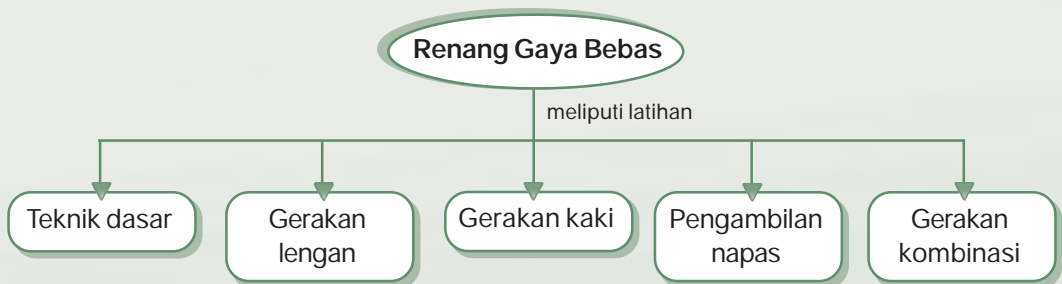 Renang Gaya Bebas
meliputi latihan
Teknik dasar
Gerakan
lengan
Gerakan kaki
Pengambilan
napas
Gerakan
kombinasi